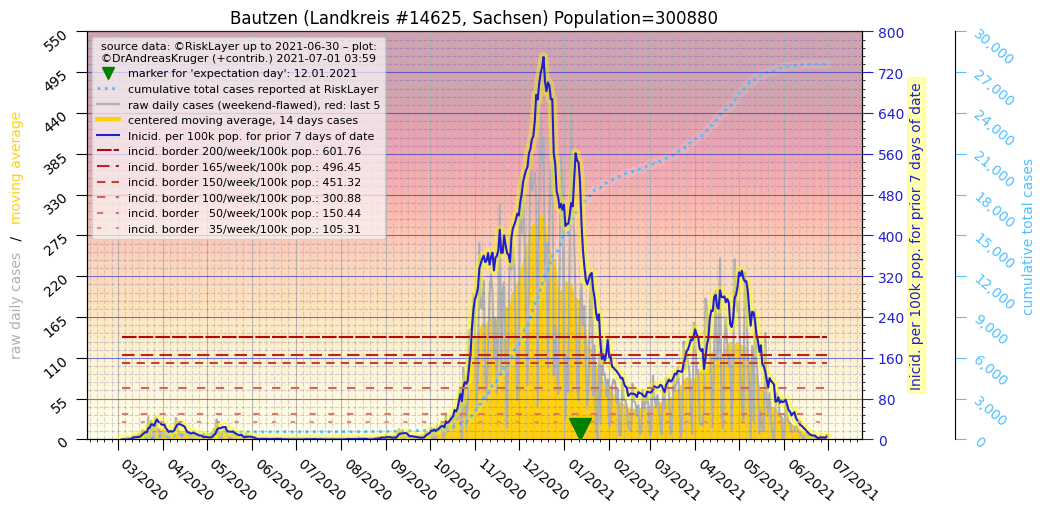 Bautzen (Landkreis #14625, Sachsen) Population=300880
source data: ©RiskLayer up to 2021-06-30 – plot:
©DrAndreasKruger (+contrib.) 2021-07-01 03:59
marker for 'expectation day': 12.01.2021
cumulative total cases reported at RiskLayer
raw daily cases (weekend-flawed), red: last 5
centered moving average, 14 days cases
Inicid. per 100k pop. for prior 7 days of date
incid. border 200/week/100k pop.: 601.76
incid. border 165/week/100k pop.: 496.45
incid. border 150/week/100k pop.: 451.32
incid. border 100/week/100k pop.: 300.88
incid. border 50/week/100k pop.: 150.44
incid. border 35/week/100k pop.: 105.31
raw daily cases / moving average
550
495
440
385
330
275
220
165
110
55
0
800
720
640
560
480
400
320
240
160
80
0
Inicid. per 100k pop. for prior 7 days of date
30,000
27,000
24,000
21,000
18,000
15,000
12,000
9,000
6,000
3,000
0
cumulative total cases
03/2020
04/2020
05/2020
06/2020
07/2020
08/2020
09/2020
10/2020
11/2020
12/2020
01/2021
02/2021
03/2021
04/2021
05/2021
06/2021
07/2021